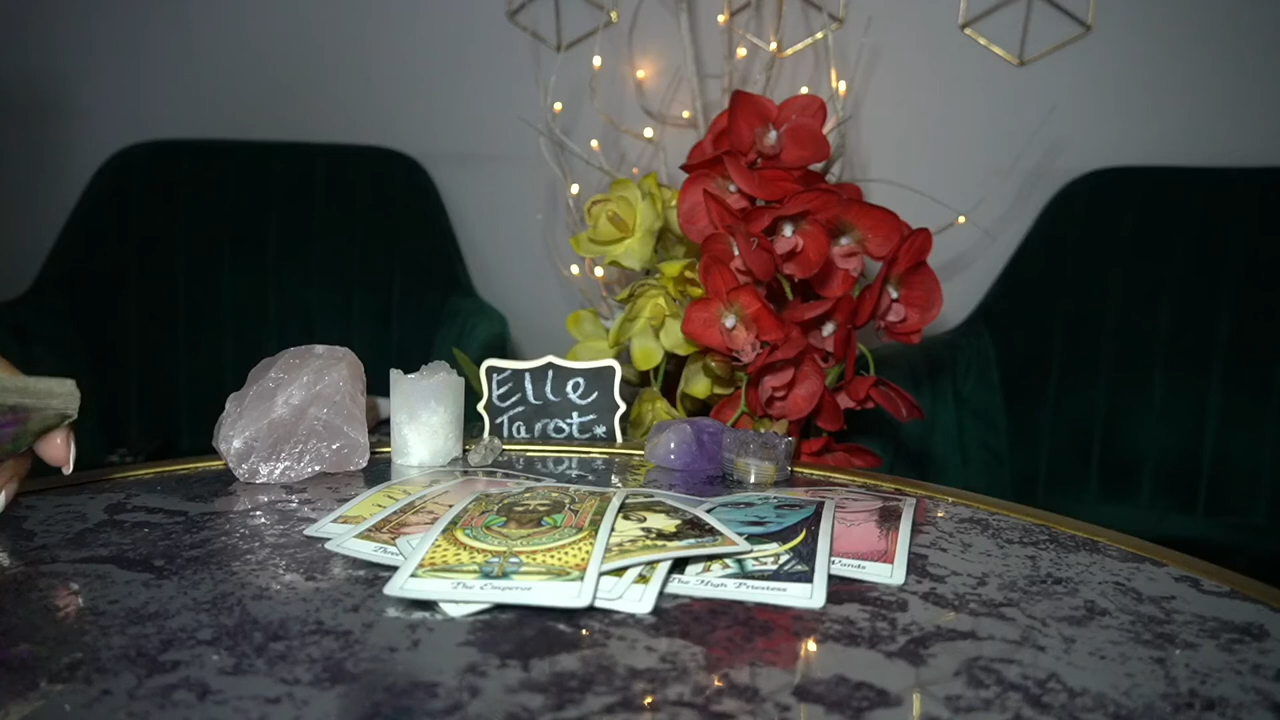 Elle
Tarot*
The Emperor
The High Priestess
Wands